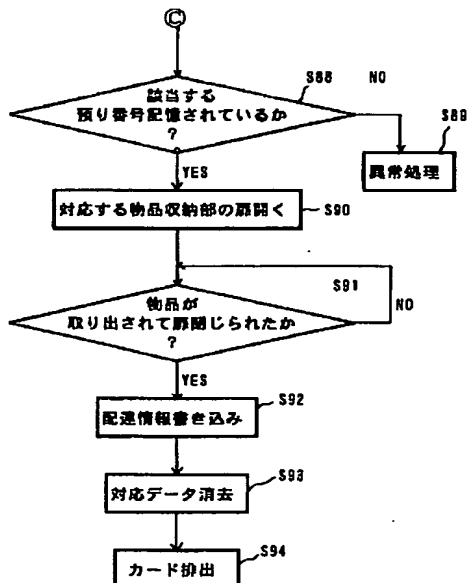 Ⓒ
S88
NO
該当する
預り番号記憶されているか
?
S89
異常処理
YES
対応する物品収納部の扉開く
S90
S91
物品が
取り出されて扉閉じられたか
?
NO
YES
S92
配達情報書き込み
S93
対応データ消去
S94
カード排出